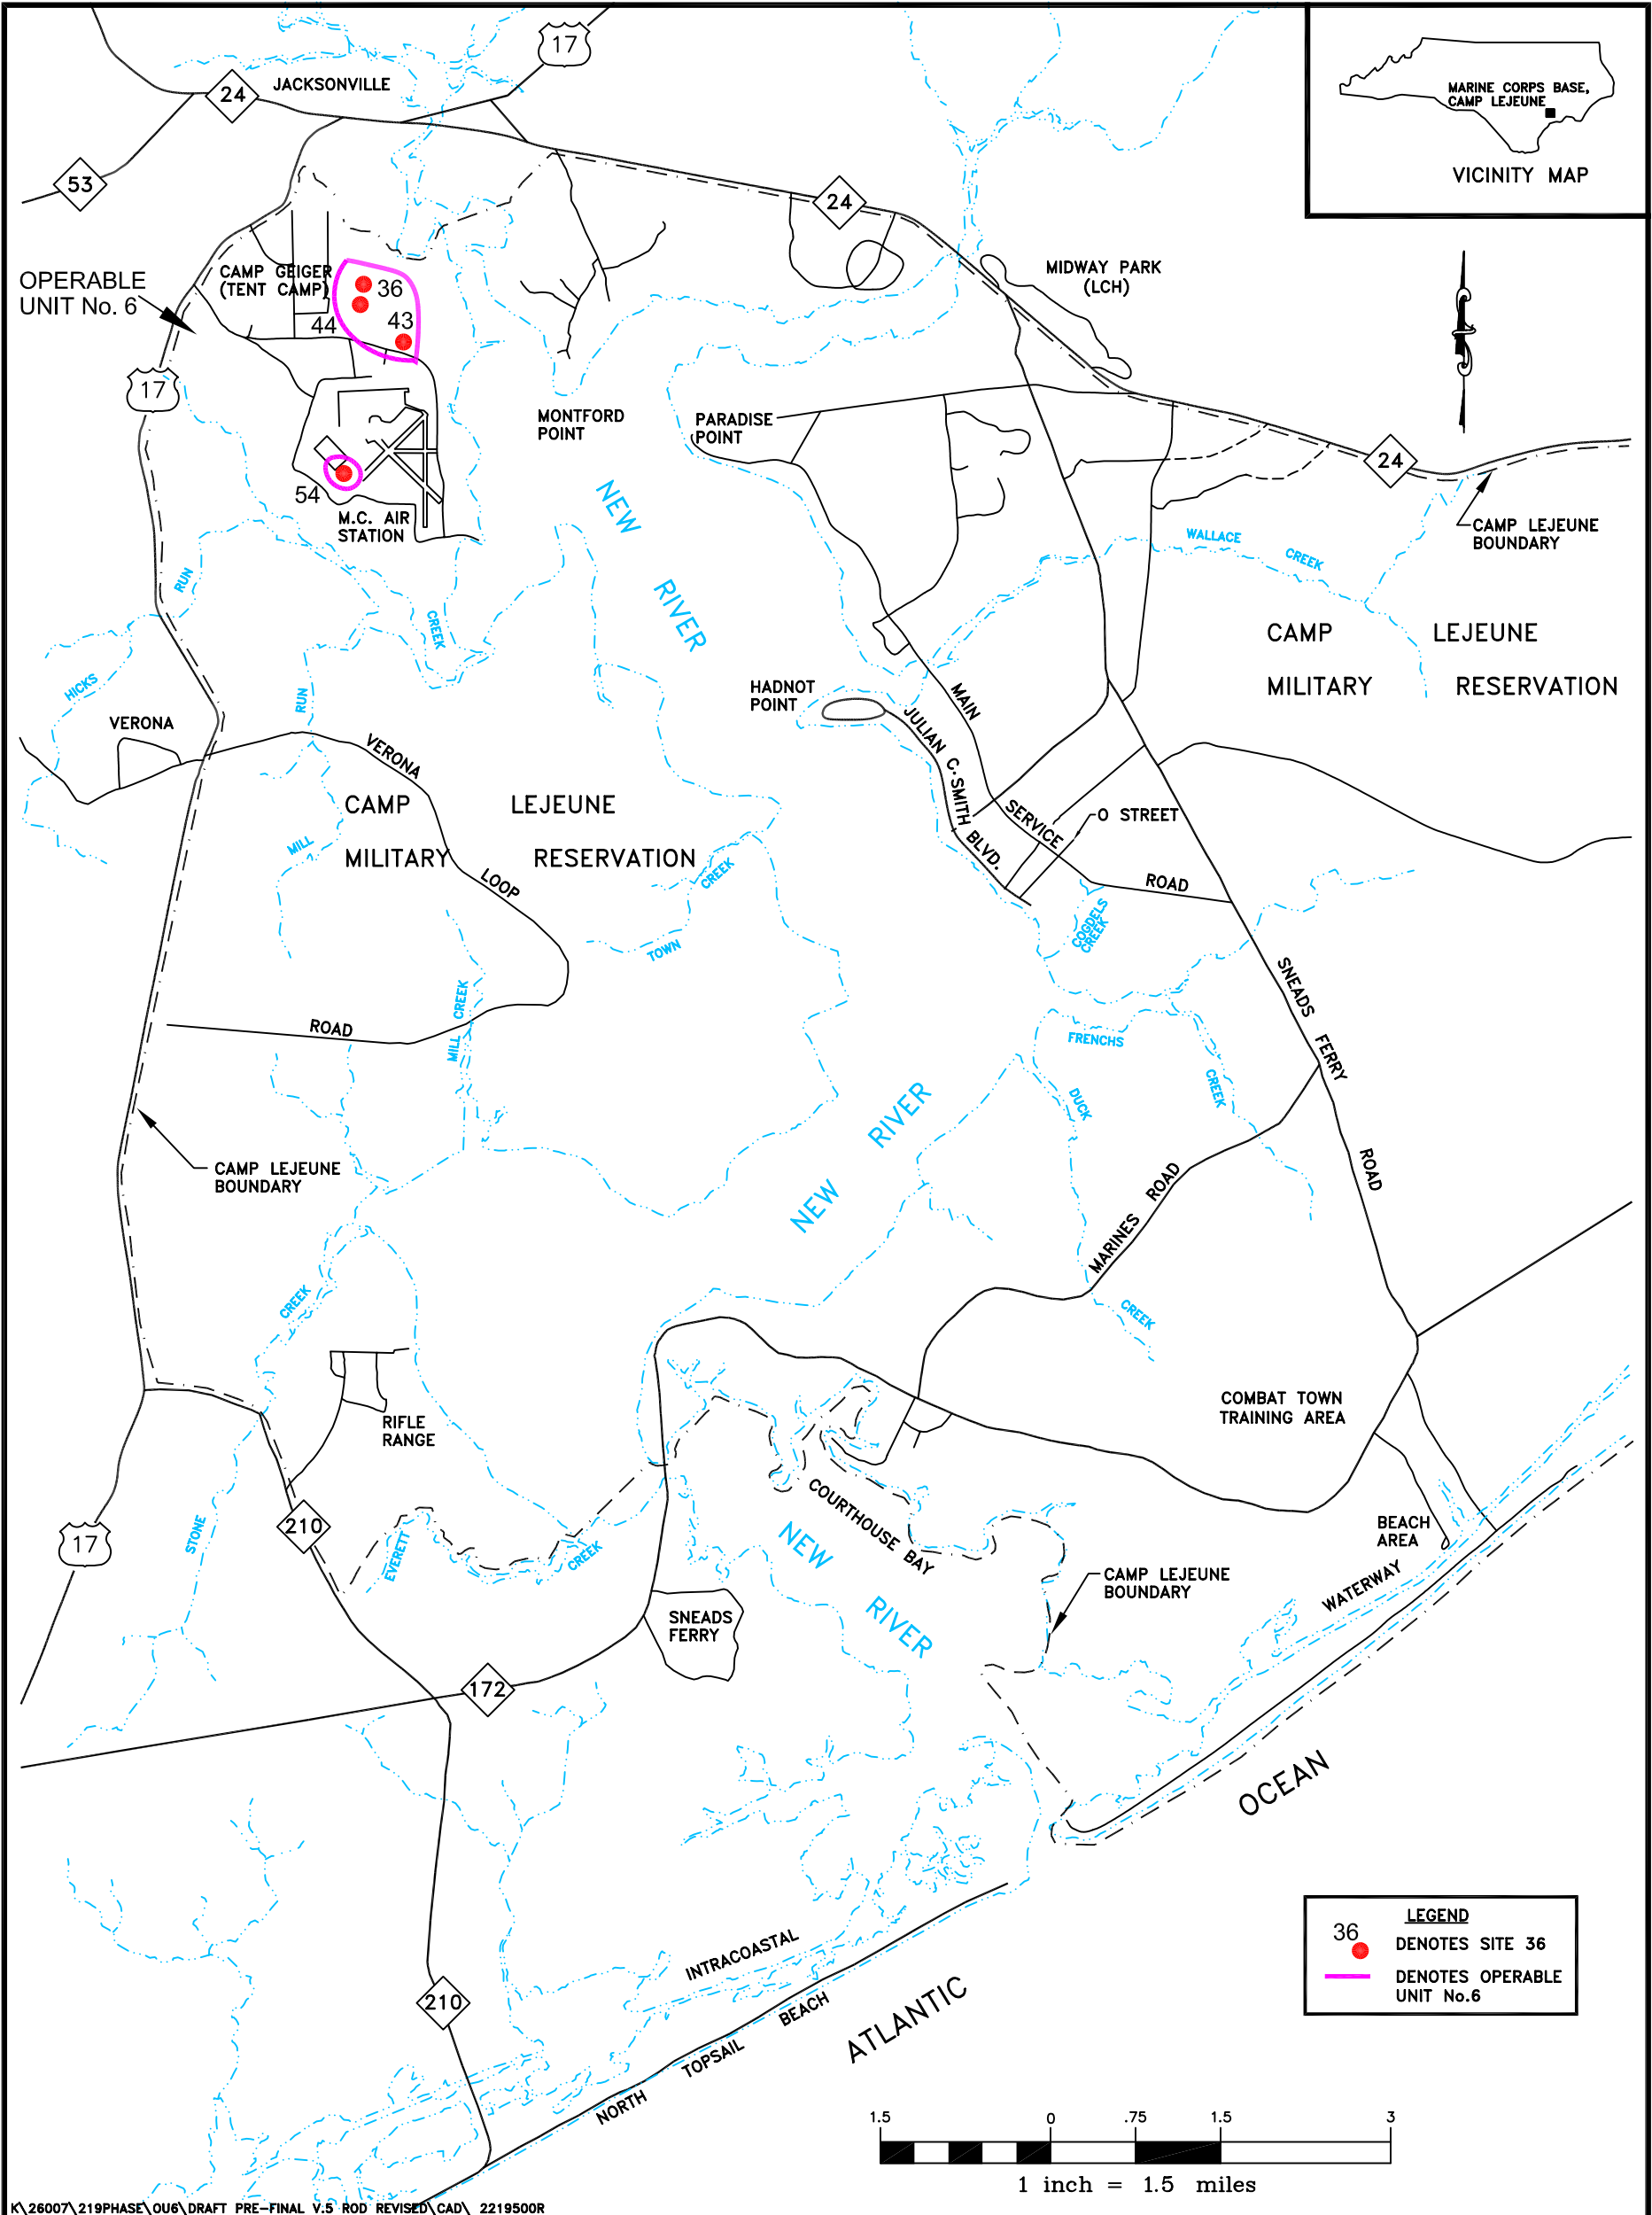 17
JACKSONVILLE
24
53
MARINE CORPS BASE,
CAMP LEJEUNE
VICINITY MAP
24
OPERABLE
UNIT No. 6
CAMP GEIGER
(TENT CAMP)
36
44
43
MIDWAY PARK
(LCH)
17
MONTFORD
POINT
PARADISE
POINT
24
54
M.C. AIR
STATION
NEW
RIVER
CAMP LEJEUNE
BOUNDARY
WALLACE
CREEK
RUN
CREEK
CAMP LEJEUNE
MILITARY RESERVATION
HICKS
RUN
HADNOT
POINT
MAIN
JULIAN C. SMITH
BLVD.
VERONA
VERONA
CAMP LEJEUNE
MILITARY RESERVATION
SERVICE
O STREET
MILL
LOOP
CREEK
TOWN
ROAD
COGDELS
CREEK
SNEADS
FERRY
MILL CREEK
ROAD
FRENCHS
CREEK
DUCK
NEW RIVER
CAMP LEJEUNE
BOUNDARY
MARINES ROAD
ROAD
CREEK
CREEK
COMBAT TOWN
TRAINING AREA
RIFLE
RANGE
COURTHOUSE BAY
210
17
STONE
EVERETT
CREEK
NEW
RIVER
BEACH
AREA
CAMP LEJEUNE
BOUNDARY
WATERWAY
SNEADS
FERRY
172
OCEAN
LEGEND
36
DENOTES SITE 36
DENOTES OPERABLE
UNIT No.6
INTRACOASTAL
210
ATLANTIC
NORTH TOPSAIL BEACH
1.5 0 .75 1.5 3
1 inch = 1.5 miles
K\26007\219PHASE\OU6\DRAFT PRE-FINAL V.5 ROD REVISED\CAD\ 2219500R